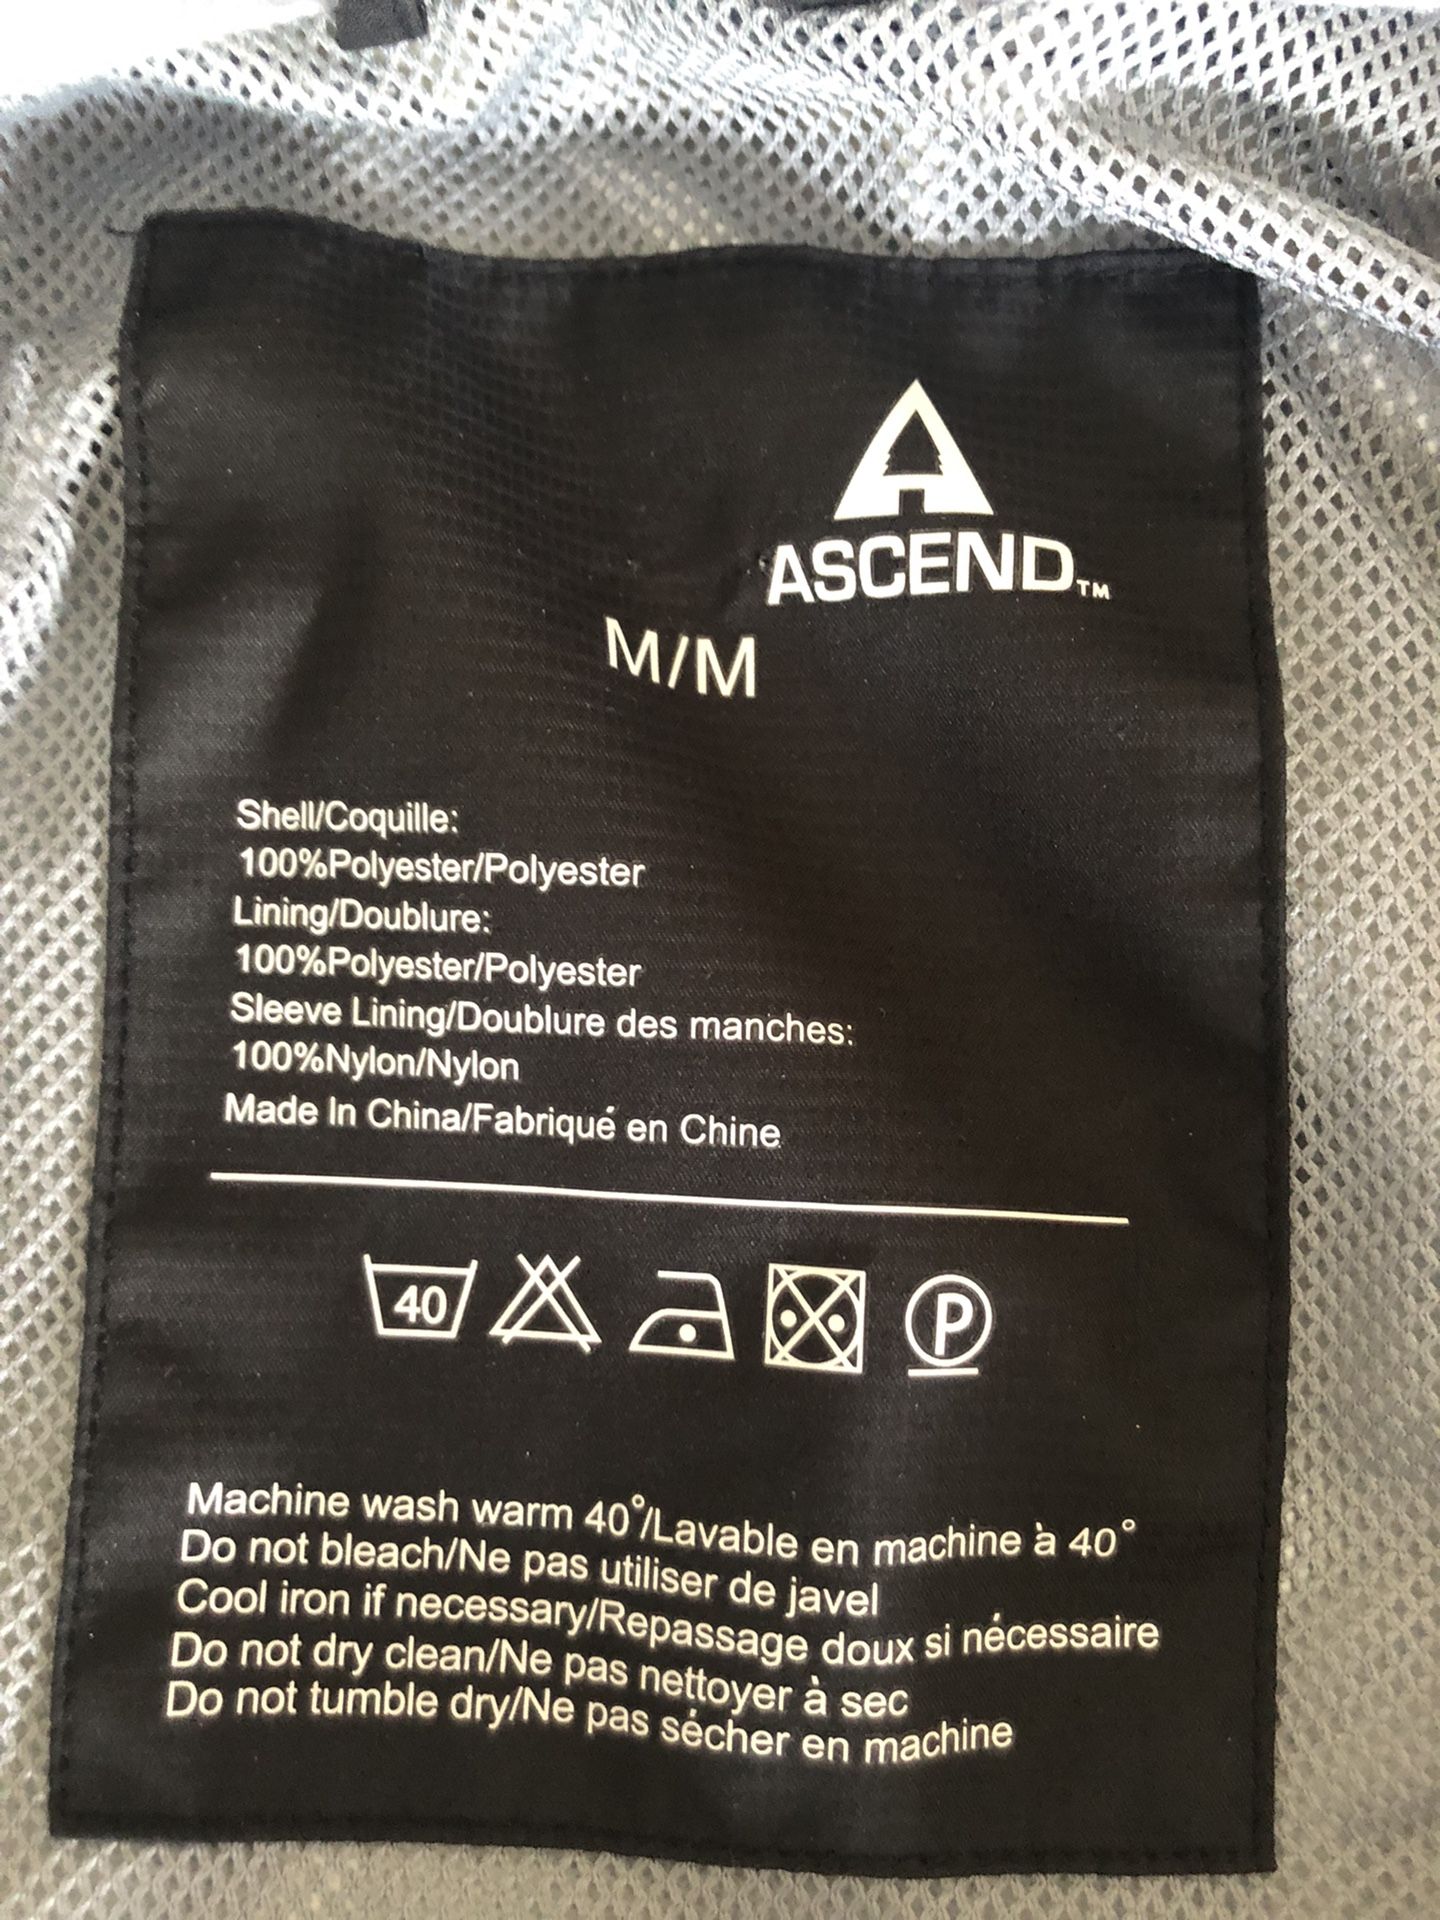 ASCEND™
M/M
Shell/Coquille:
100%Polyester/Polyester
Lining/Doublure:
100%Polyester/Polyester
Sleeve Lining/Doublure des manches:
100%Nylon/Nylon
Made In China/Fabriqué en Chine
40 P
Machine wash warm 40°/Lavable en machine à 40°
Do not bleach/Ne pas utiliser de javel
Cool iron if necessary/Repassage doux si nécessaire
Do not dry clean/Ne pas nettoyer à sec
Do not tumble dry/Ne pas sécher en machine